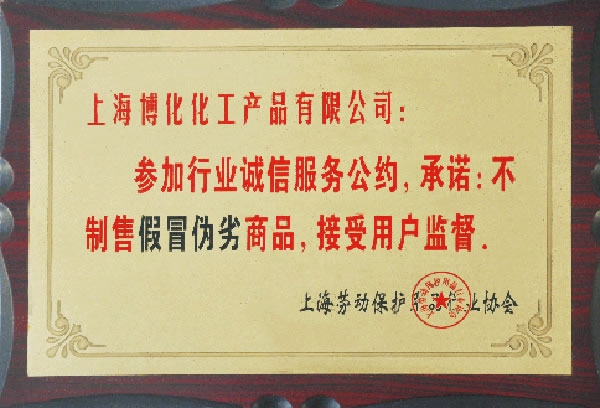 上海博化化工产品有限公司:
参加行业诚信服务公约,承诺:不
制售假冒伪劣商品,接受用户监督.
上海劳动保护用品行业协会